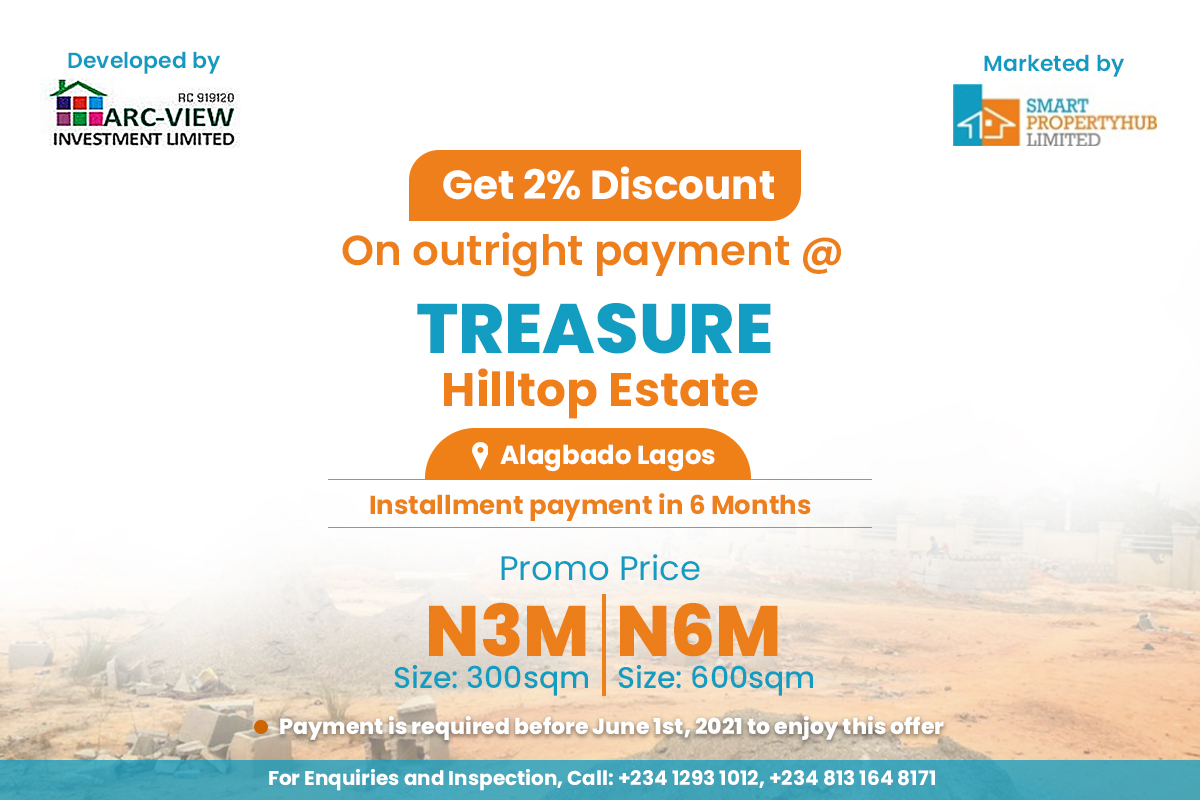 Developed by
RC 919120
ARC-VIEW
INVESTMENT LIMITED
Marketed by
SMART
PROPERTYHUB
LIMITED
Get 2% Discount
On outright payment @
TREASURE
Hilltop Estate
Alagbado Lagos
Installment payment in 6 Months
Promo Price
N3M N6M
Size: 300sqm Size: 600sqm
Payment is required before June 1st, 2021 to enjoy this offer
For Enquiries and Inspection, Call: +234 1293 1012, +234 813 164 8171